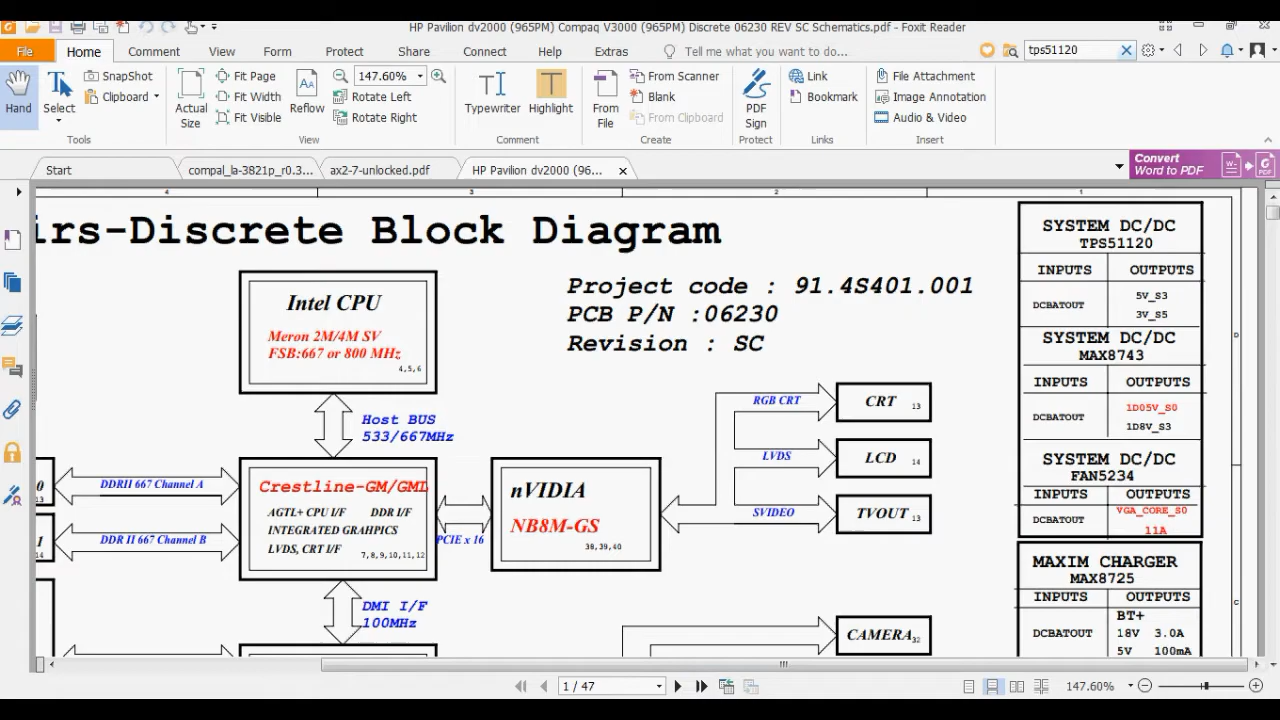 HP Pavilion dv2000 (965PM) Compaq V3000 (965PM) Discrete 06230 REV SC Schematics.pdf - Foxit Reader
File Home Comment View Form Protect Share Connect Help Extras Tell me what you want to do... tps51120
Hand
Select
SnapShot
Clipboard
Tools
Actual Size
Fit Page
Fit Width
Fit Visible
Reflow
147.60%
Rotate Left
Rotate Right
View
Typewriter
Highlight
Comment
From File
From Scanner
Blank
From Clipboard
Create
PDF Sign
Protect
Link
Bookmark
Links
File Attachment
Image Annotation
Audio & Video
Insert
Start
compal_la-3821p_r0.3...
ax2-7-unlocked.pdf
HP Pavilion dv2000 (96...
Convert
Word to PDF
4 3 2 1
irs-Discrete Block Diagram
Project code : 91.4S401.001
PCB P/N :06230
Revision : SC
Intel CPU
Meron 2M/4M SV
FSB:667 or 800 MHz
4,5,6
Host BUS
533/667MHz
DDRII 667 Channel A
DDR II 667 Channel B
0
13
1
14
Crestline-GM/GML
AGTL+ CPU I/F DDR I/F
INTEGRATED GRAHPICS
LVDS, CRT I/F
7,8,9,10,11,12
PCIE x 16
nVIDIA
NB8M-GS
38,39,40
RGB CRT
CRT 13
LVDS
LCD 14
SVIDEO
TVOUT 13
DMI I/F
100MHz
CAMERA 32
SYSTEM DC/DC
TPS51120
INPUTS OUTPUTS
DCBATOUT
5V_S3
3V_S5
SYSTEM DC/DC
MAX8743
INPUTS OUTPUTS
DCBATOUT
1D05V_S0
1D8V_S3
SYSTEM DC/DC
FAN5234
INPUTS OUTPUTS
DCBATOUT
VGA_CORE_S0
11A
MAXIM CHARGER
MAX8725
INPUTS OUTPUTS
DCBATOUT
BT+
18V 3.0A
5V 100mA
D
C
1 / 47
147.60%